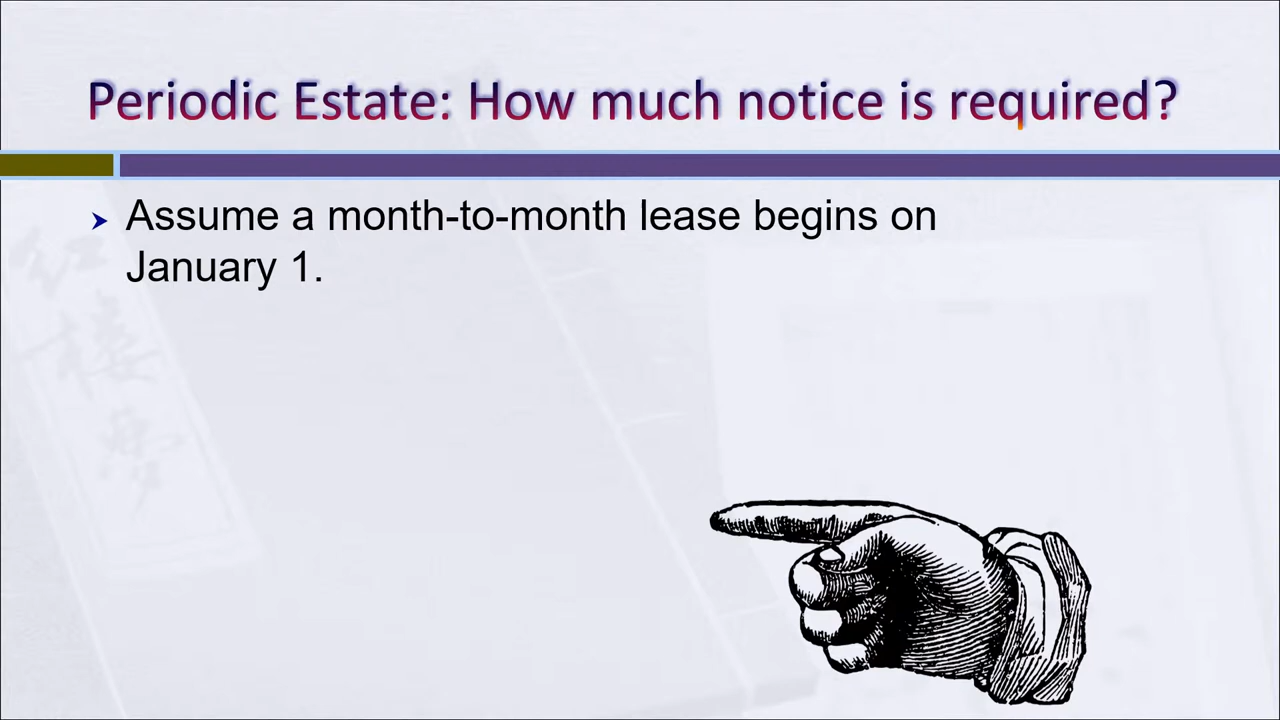 Periodic Estate: How much notice is required?
Assume a month-to-month lease begins on
January 1.